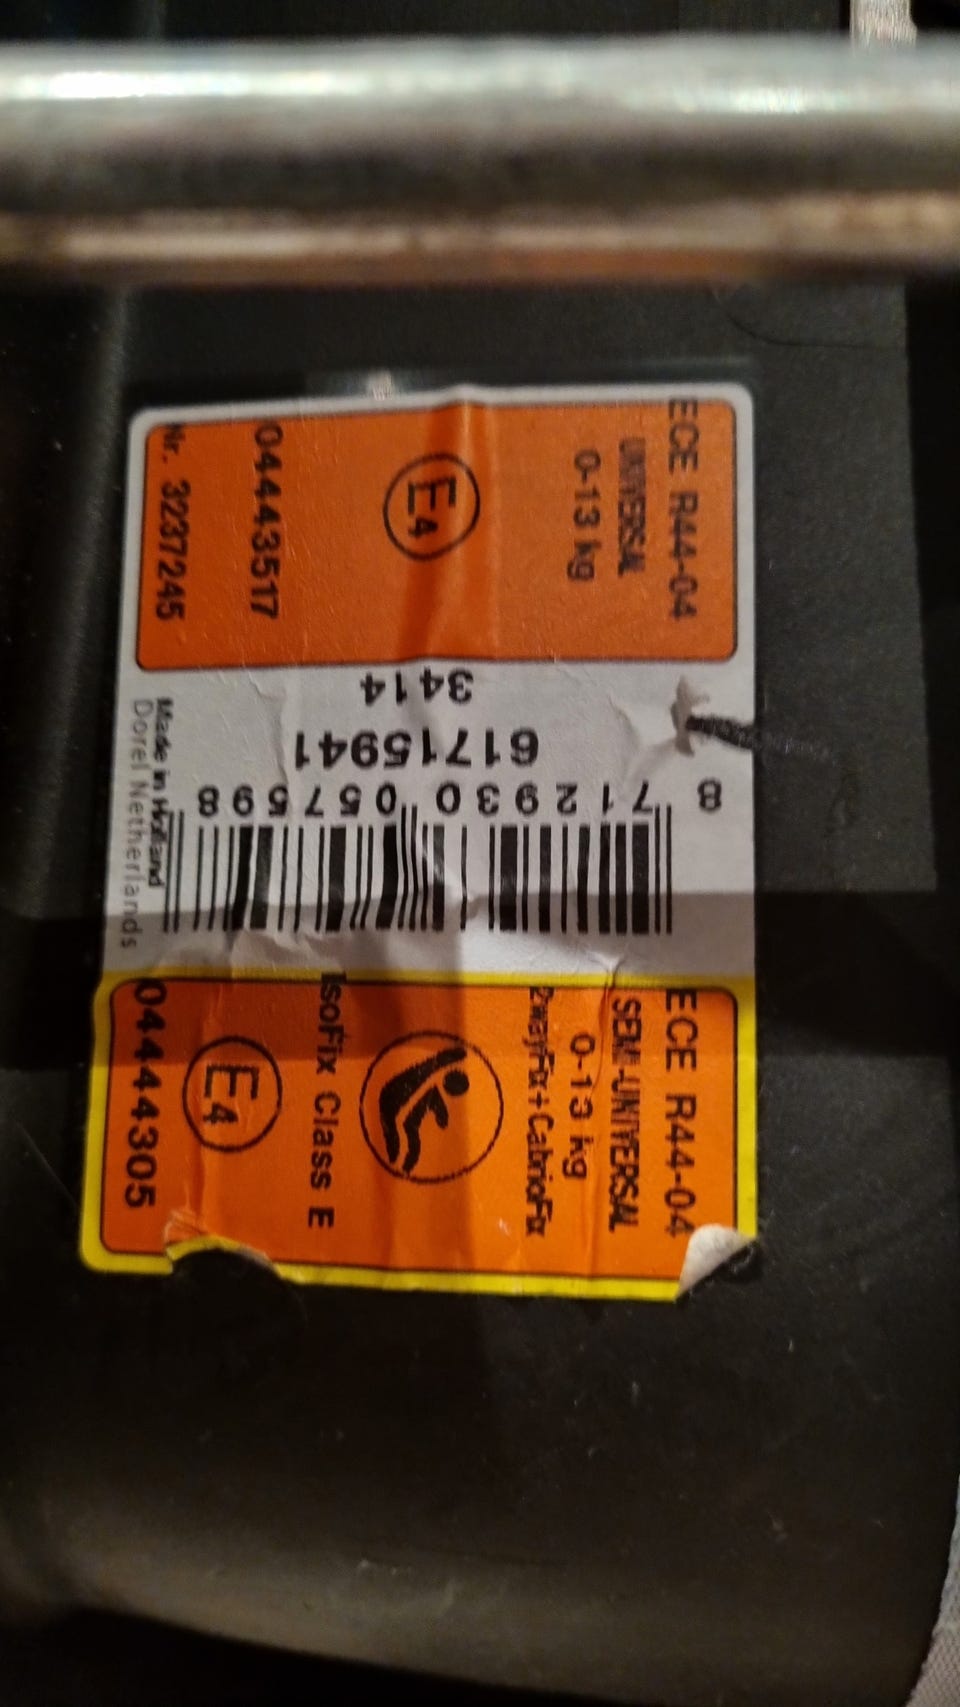 ECE R44-04
UNIVERSAL
0-13 kg
E4
04443517
Nr. 3237245
3414
61715941
8 712930 057598
Made in Holland
Dorel Netherlands
ECE R44-04
SEMI-UNIVERSAL
0-13 kg
2wayFix+CabrioFix
IsoFix Class E
E4
04444305